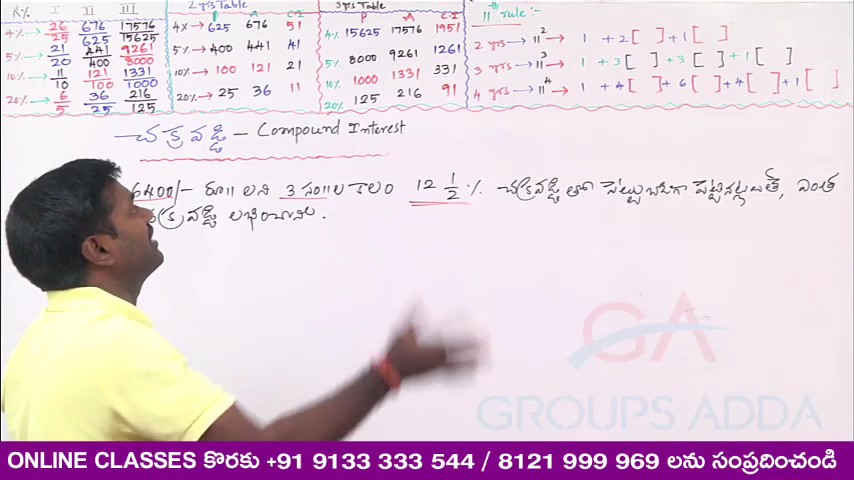 R% I II III
4% → 26/25 676/625 17576/15625
5% → 21/20 441/400 9261/8000
10% → 11/10 121/100 1331/1000
20% → 6/5 36/25 216/125
2 yrs Table
P A C.I
4% → 625 676 51
5% → 400 441 41
10% → 100 121 21
20% → 25 36 11
3 yrs Table
P A C.I
4% 15625 17576 1951
5% 8000 9261 1261
10% 1000 1331 331
20% 125 216 91
11th rule :-
2 yrs → 11² → 1 + 2[ ] + 1[ ]
3 yrs → 11³ → 1 + 3[ ] + 3[ ] + 1[ ]
4 yrs → 11⁴ → 1 + 4[ ] + 6[ ] + 4[ ] + 1[ ]
చక్రవడ్డి – Compound Interest
6400/- రూ॥ లని 3 సం॥ల కాలం 12 1/2 % చక్రవడ్డి తో పెట్టుబడిగా పెట్టినట్లయితే, ఎంత
చక్రవడ్డి లభించును.
GA
GROUPS ADDA
ONLINE CLASSES కొరకు +91 9133 333 544 / 8121 999 969 లను సంప్రదించండి